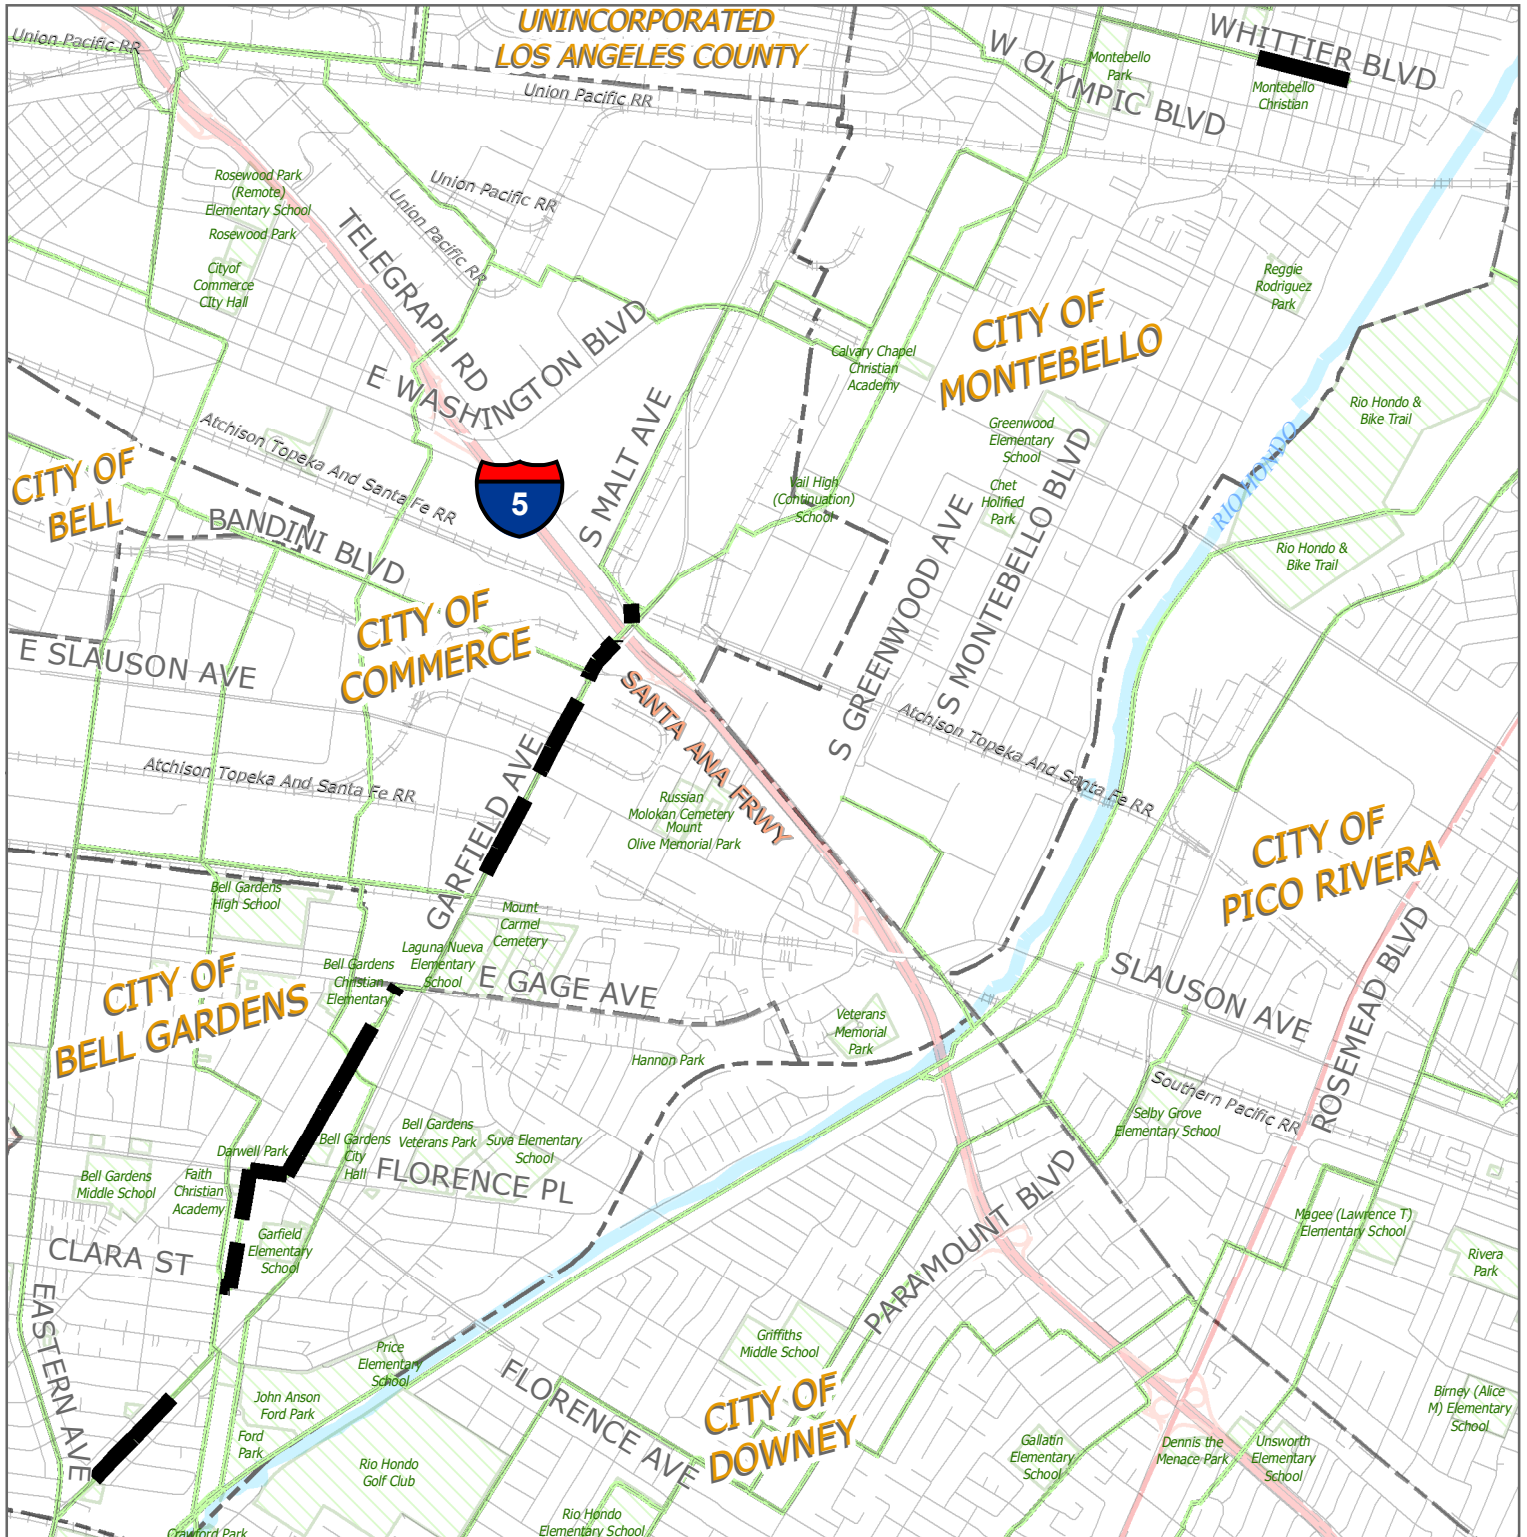 UNINCORPORATED
LOS ANGELES COUNTY
Union Pacific RR
Union Pacific RR
WHITTIER BLVD
W OLYMPIC BLVD
Montebello
Park
Montebello
Christian
Rosewood Park
(Remote)
Elementary School
Rosewood Park
Union Pacific RR
Union Pacific RR
TELEGRAPH RD
Cityof
Commerce
CIty Hall
Reggie
Rodriguez
Park
CITY OF
MONTEBELLO
E WASHINGTON BLVD
Calvary Chapel
Christian
Academy
Rio Hondo &
Bike Trail
Atchison Topeka And Santa Fe RR
Greenwood
Elementary
School
S MALT AVE
CITY OF
BELL
5
Vail High
(Continuation)
School
Chet
Holified
Park
RIO HONDO
BANDINI BLVD
S GREENWOOD AVE
S MONTEBELLO BLVD
Rio Hondo &
Bike Trail
CITY OF
COMMERCE
E SLAUSON AVE
SANTA ANA FRWY
Atchison Topeka And Santa Fe RR
Atchison Topeka And Santa Fe RR
GARFIELD AVE
Russian
Molokan Cemetery
Mount
Olive Memorial Park
CITY OF
PICO RIVERA
Bell Gardens
High School
Mount
Carmel
Cemetery
Laguna Nueva
Elementary
School
Bell Gardens
Christian
Elementary
E GAGE AVE
CITY OF
BELL GARDENS
SLAUSON AVE
ROSEMEAD BLVD
Veterans
Memorial
Park
Hannon Park
Southern Pacific RR
Selby Grove
Elementary School
Bell Gardens
Veterans Park
Suva Elementary
School
Bell Gardens
City
Hall
Darwell Park
Bell Gardens
Middle School
Faith
Christian
Academy
FLORENCE PL
PARAMOUNT BLVD
Magee (Lawrence T)
Elementary School
Garfield
Elementary
School
CLARA ST
Rivera
Park
EASTERN AVE
Price
Elementary
School
Griffiths
Middle School
FLORENCE AVE
CITY OF
DOWNEY
John Anson
Ford Park
Ford
Park
Rio Hondo
Golf Club
Birney (Alice
M) Elementary
School
Gallatin
Elementary
School
Dennis the
Menace Park
Unsworth
Elementary
School
Rio Hondo
Elementary School
Crawford Park